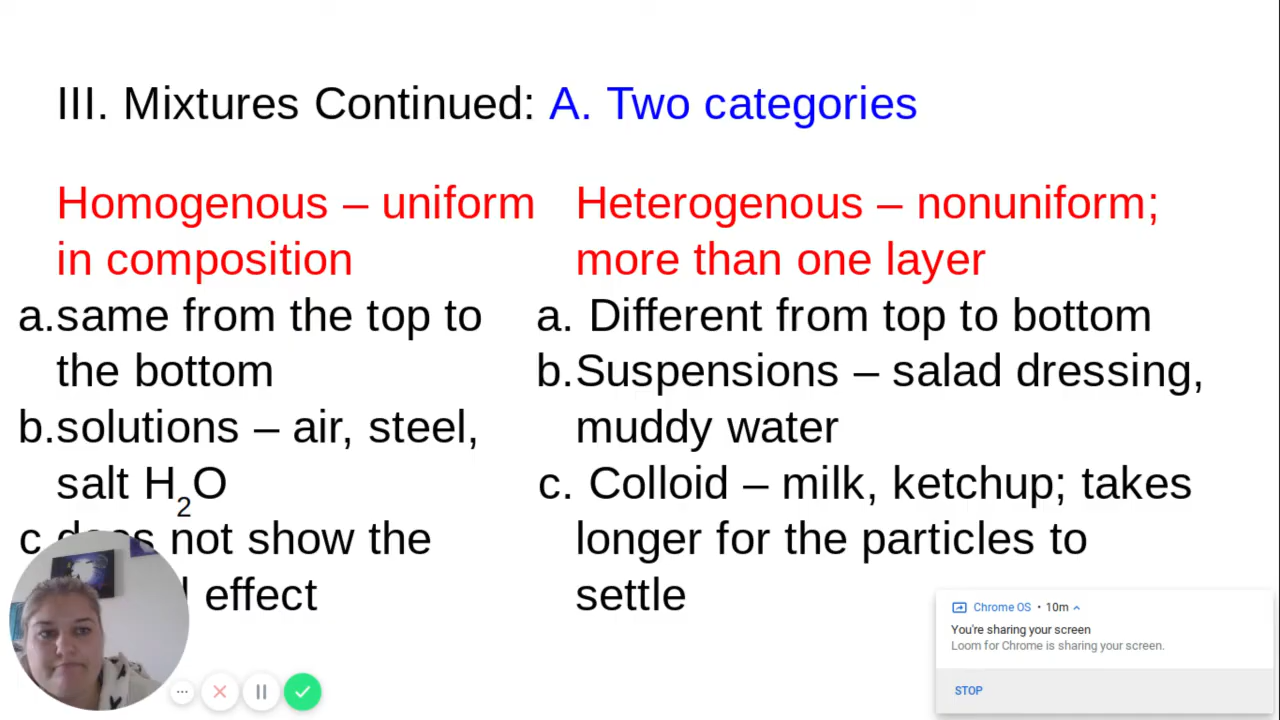 III. Mixtures Continued: A. Two categories
Homogenous – uniform
in composition
a.same from the top to
the bottom
b.solutions – air, steel,
salt H₂O
c does not show the
effect
Heterogenous – nonuniform;
more than one layer
a. Different from top to bottom
b.Suspensions – salad dressing,
muddy water
c. Colloid – milk, ketchup; takes
longer for the particles to
settle
Chrome OS • 10m
You're sharing your screen
Loom for Chrome is sharing your screen.
STOP